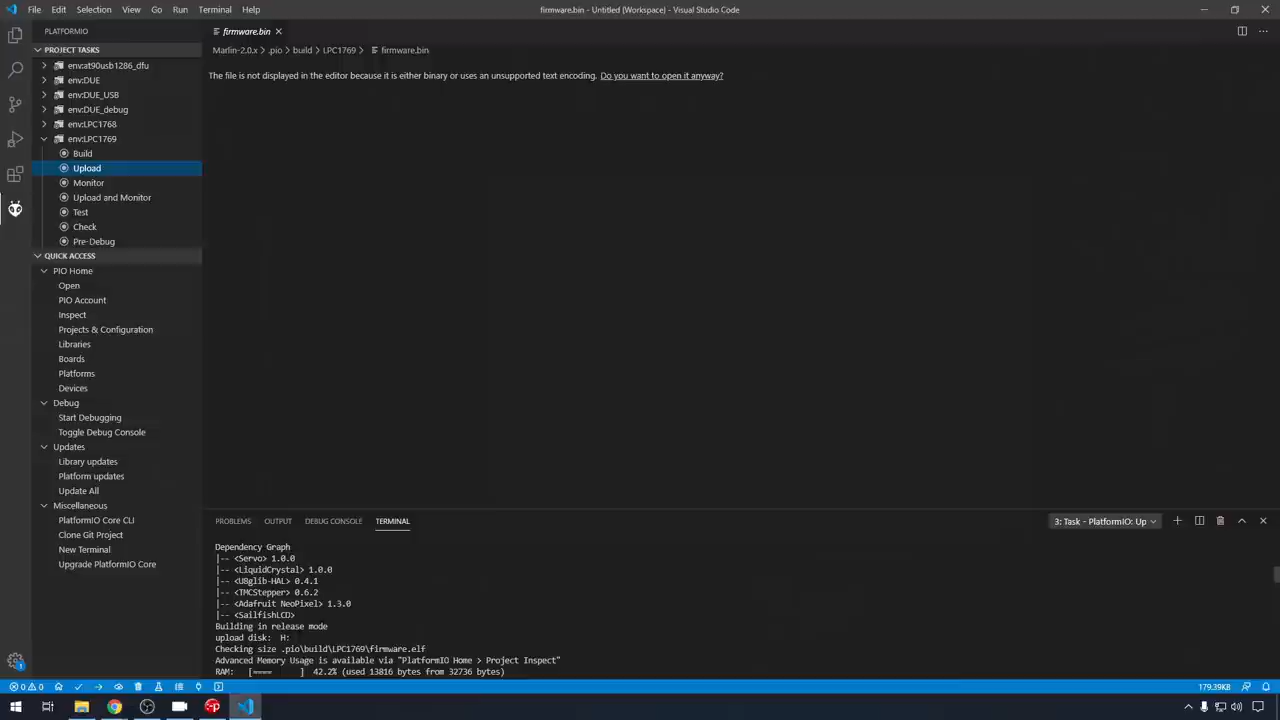 File Edit Selection View Go Run Terminal Help
firmware.bin - Untitled (Workspace) - Visual Studio Code
PLATFORMIO
PROJECT TASKS
env:at90usb1286_dfu
env:DUE
env:DUE_USB
env:DUE_debug
env:LPC1768
env:LPC1769
Build
Upload
Monitor
Upload and Monitor
Test
Check
Pre-Debug
QUICK ACCESS
PIO Home
Open
PIO Account
Inspect
Projects & Configuration
Libraries
Boards
Platforms
Devices
Debug
Start Debugging
Toggle Debug Console
Updates
Library updates
Platform updates
Update All
Miscellaneous
PlatformIO Core CLI
Clone Git Project
New Terminal
Upgrade PlatformIO Core
firmware.bin
Marlin-2.0.x > .pio > build > LPC1769 > firmware.bin
The file is not displayed in the editor because it is either binary or uses an unsupported text encoding. Do you want to open it anyway?
PROBLEMS OUTPUT DEBUG CONSOLE TERMINAL
3: Task - PlatformIO: Up
Dependency Graph
|-- <Servo> 1.0.0
|-- <LiquidCrystal> 1.0.0
|-- <U8glib-HAL> 0.4.1
|-- <TMCStepper> 0.6.2
|-- <Adafruit NeoPixel> 1.3.0
|-- <SailfishLCD>
Building in release mode
upload disk:  H:
Checking size .pio\build\LPC1769\firmware.elf
Advanced Memory Usage is available via "PlatformIO Home > Project Inspect"
RAM:   [====      ]  42.2% (used 13816 bytes from 32736 bytes)
0 0
179.39KB
1